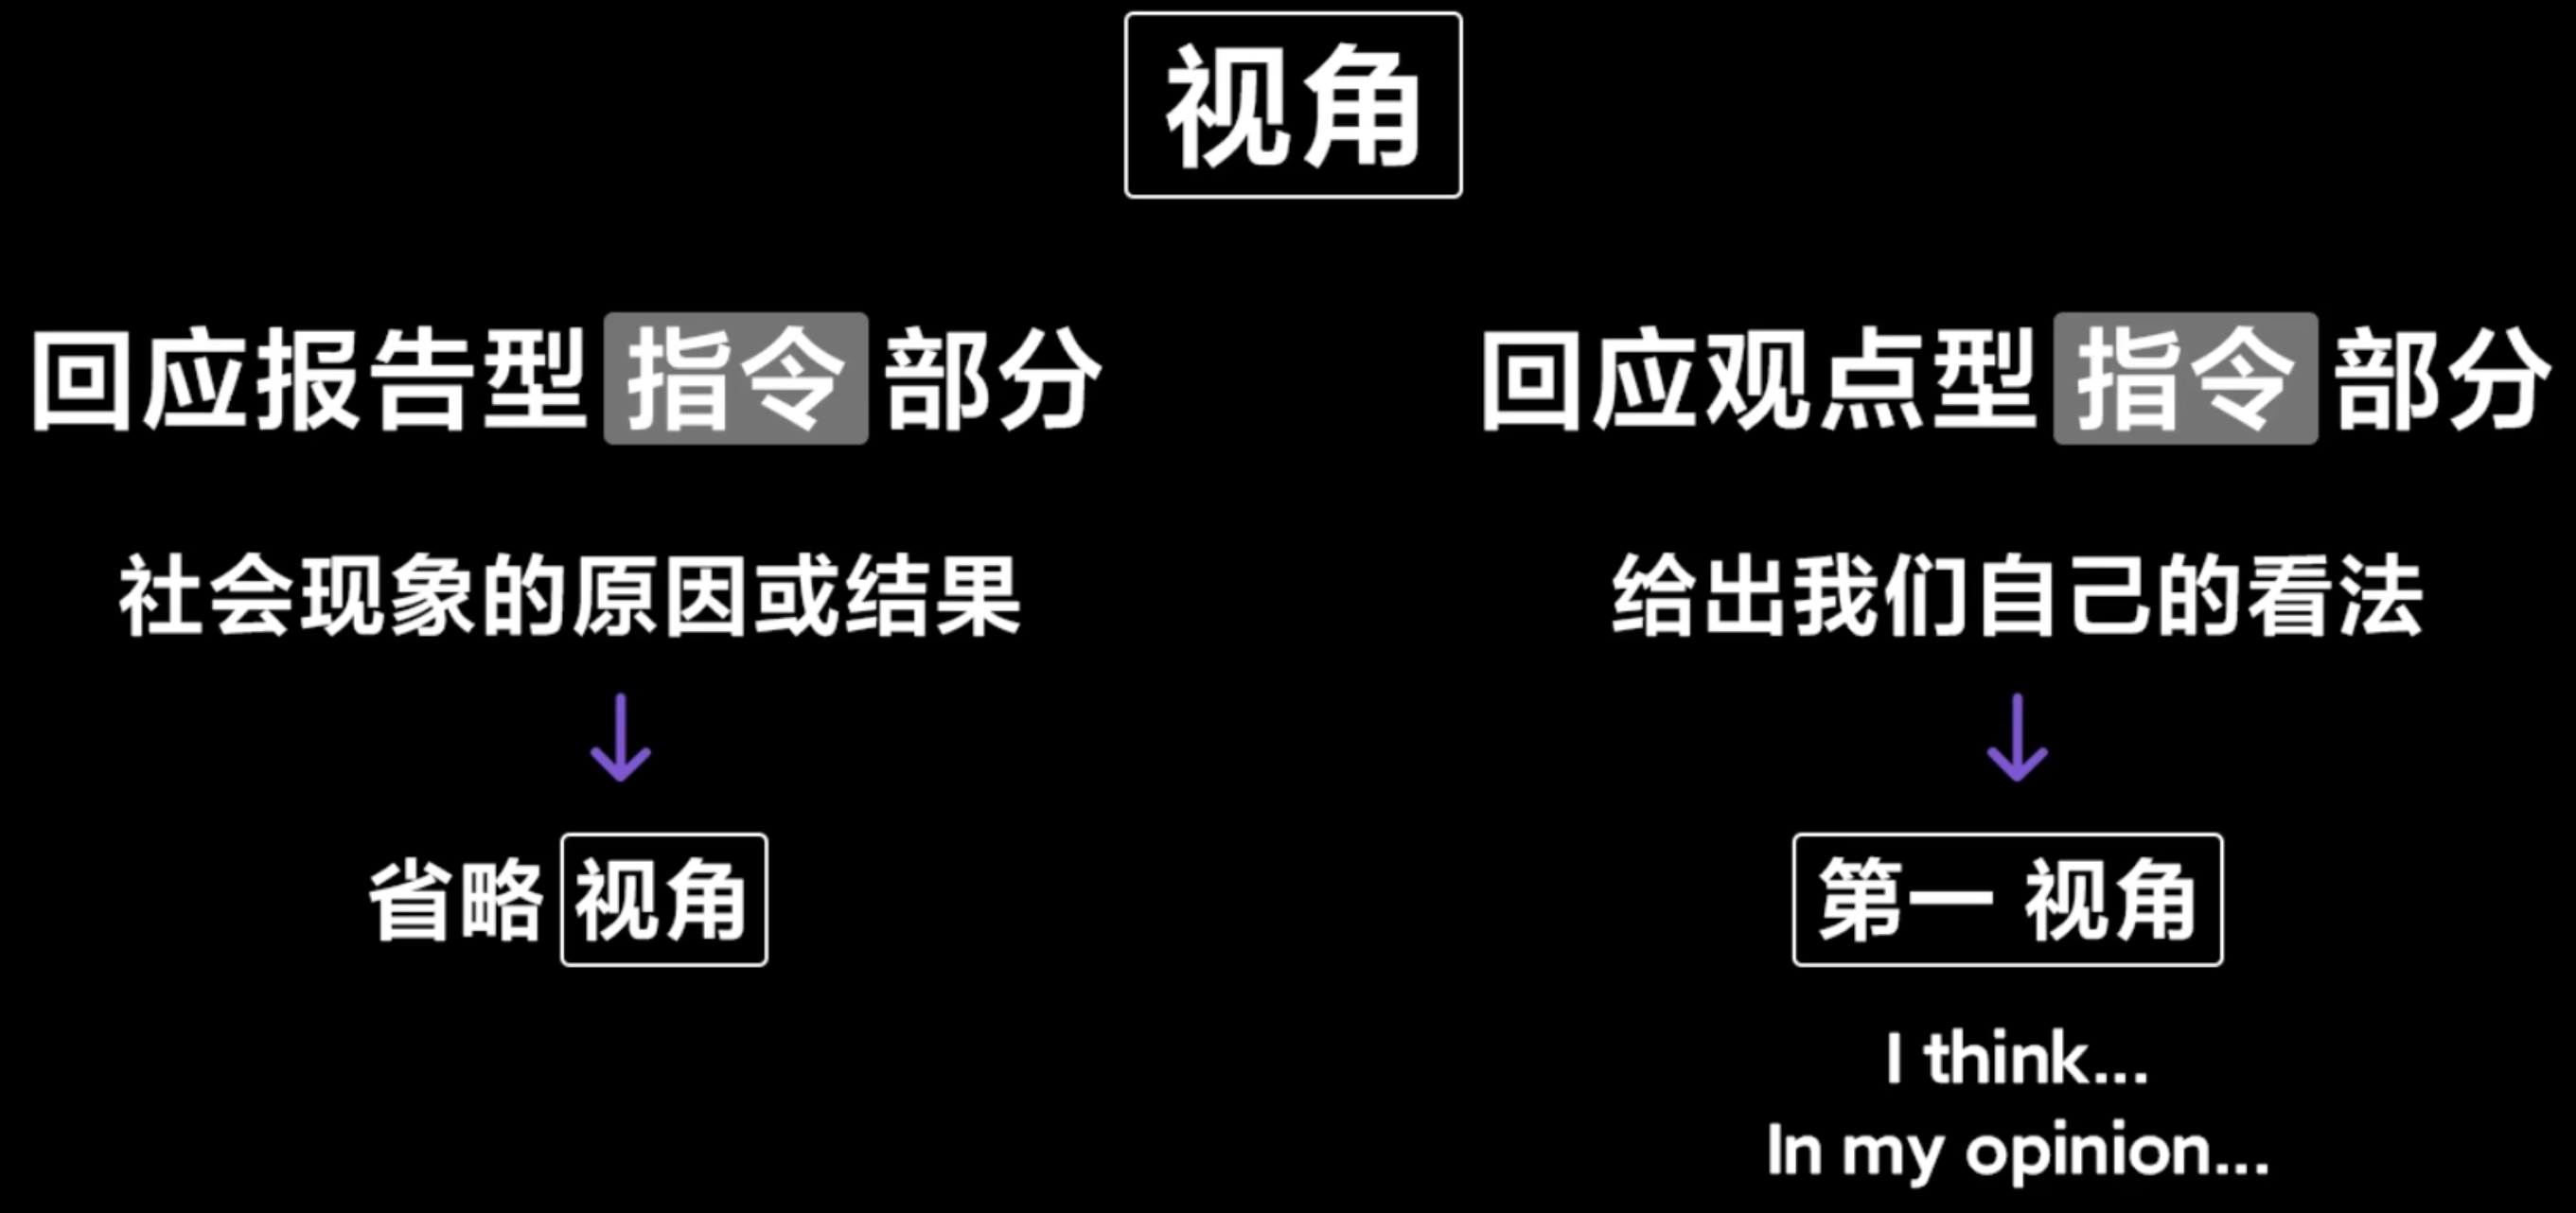 视角
回应报告型 指令 部分
回应观点型 指令 部分
社会现象的原因或结果
给出我们自己的看法
省略 视角
第一 视角
I think...
In my opinion...